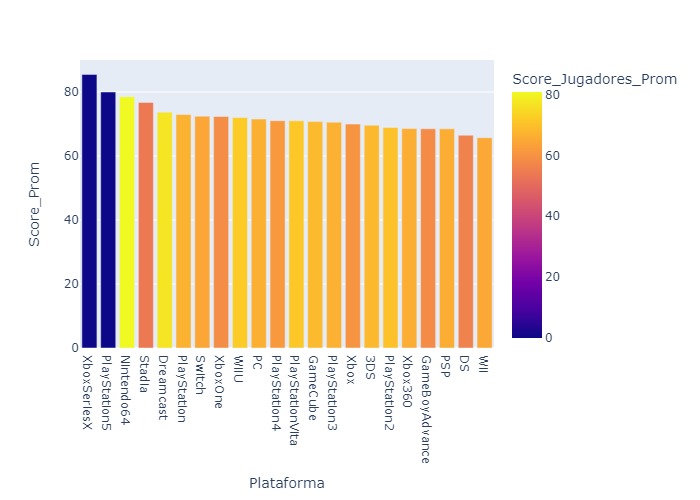 Score_Jugadores_Prom
80
60
40
20
0
Score_Prom
80
60
40
20
0
XboxSeriesX
PlayStation5
Nintendo64
Stadia
Dreamcast
PlayStation
Switch
XboxOne
WIIU
PC
PlayStation4
PlayStationVita
GameCube
PlayStation3
Xbox
3DS
PlayStation2
Xbox360
GameBoyAdvance
PSP
DS
WII
Plataforma